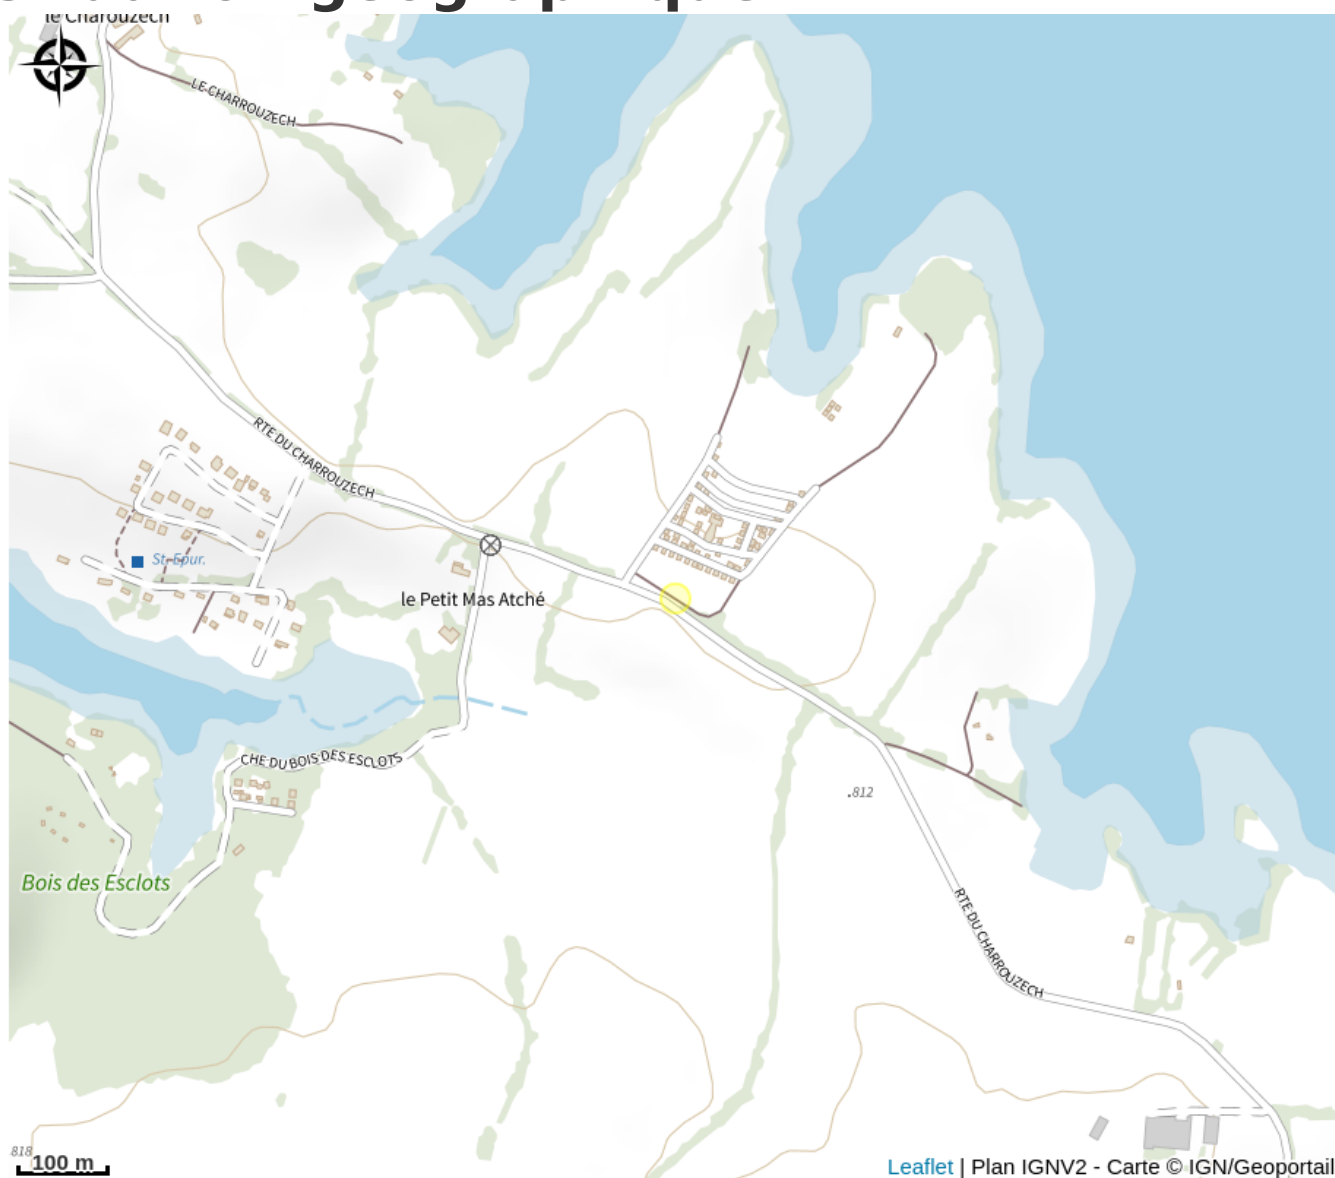 le Charouzech
LE CHARROUZECH
RTE DU CHARROUZECH
St-Epur.
le Petit Mas Atché
CHE DU BOIS DES ESCLOTS
.812
Bois des Esclots
RTE DU CHARROUZECH
818
100 m
Leaflet | Plan IGNV2 - Carte © IGN/Geoportail